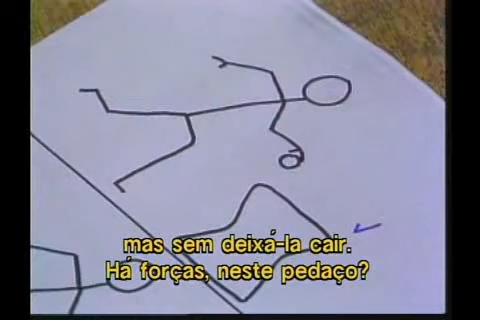 mas sem deixá-la cair.
Há forças, neste pedaço?